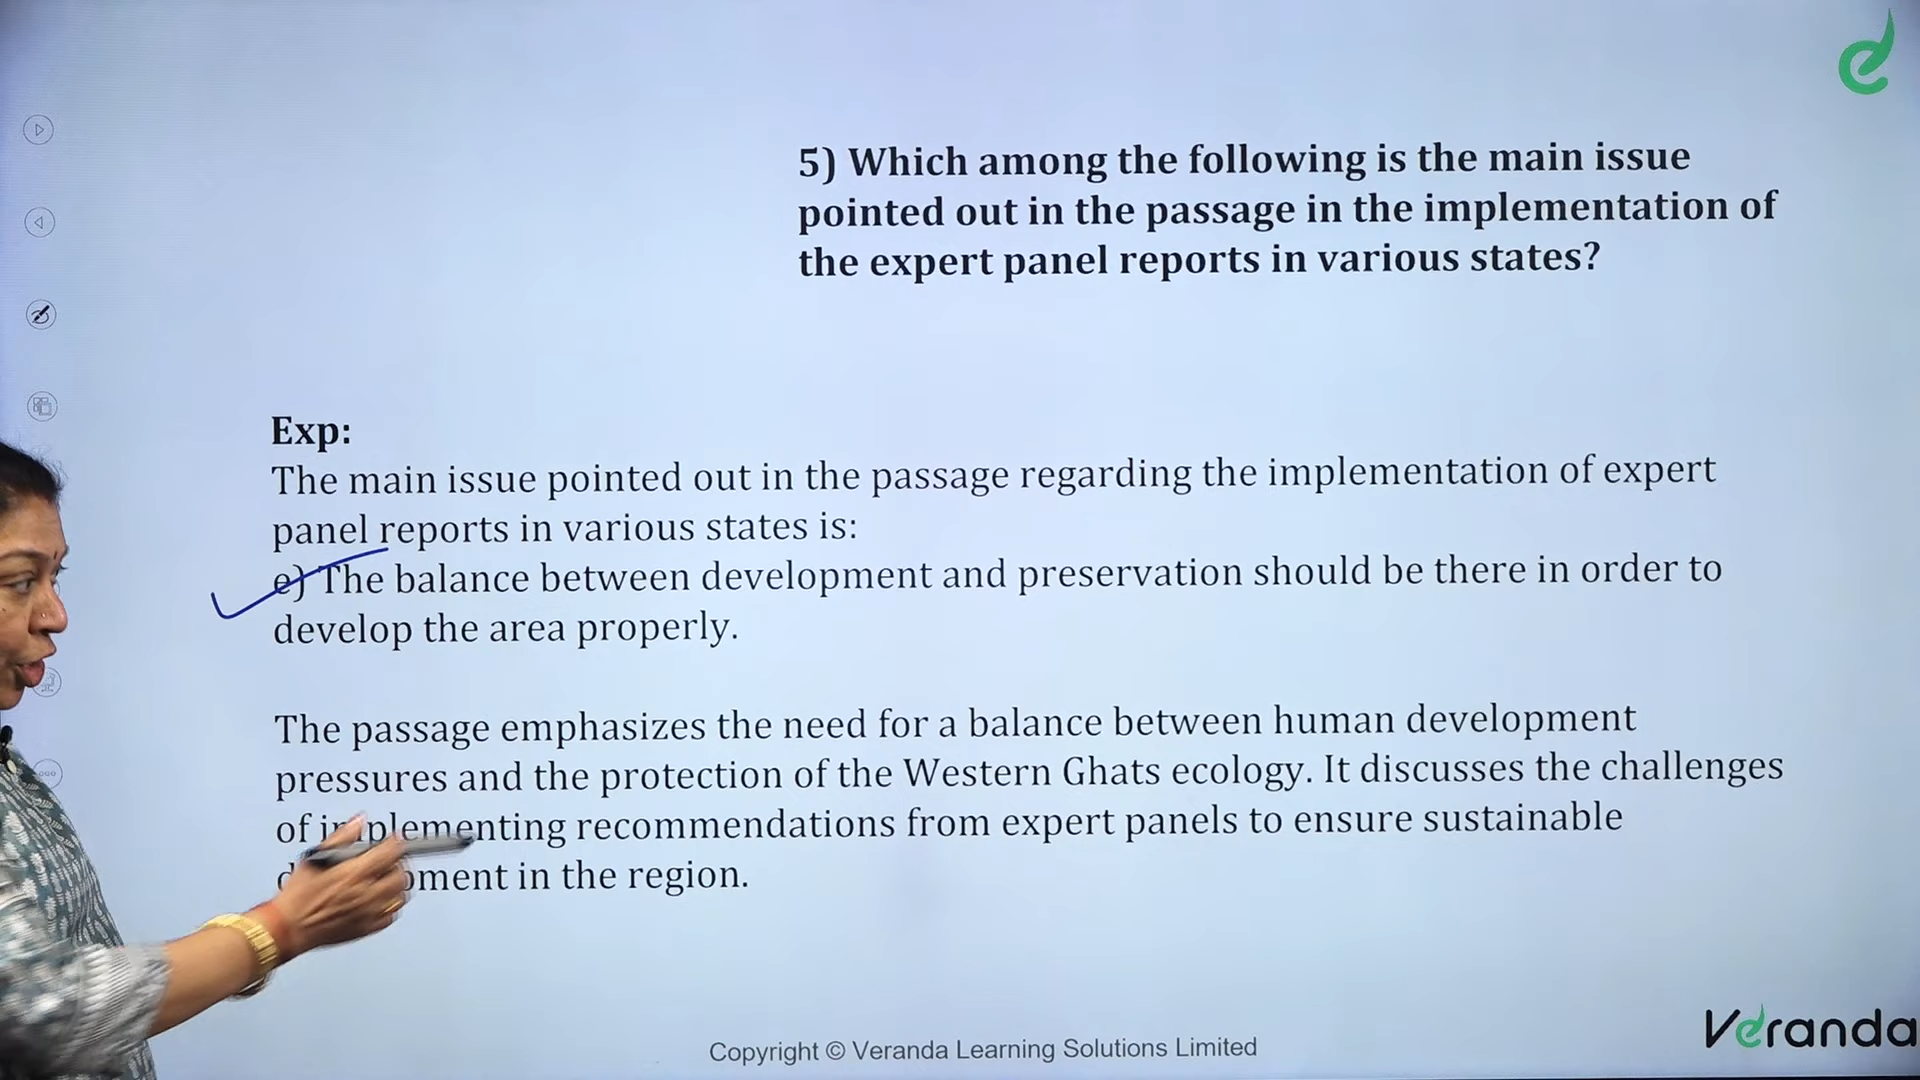 5) Which among the following is the main issue
pointed out in the passage in the implementation of
the expert panel reports in various states?
Exp:
The main issue pointed out in the passage regarding the implementation of expert
panel reports in various states is:
e) The balance between development and preservation should be there in order to
develop the area properly.
The passage emphasizes the need for a balance between human development
pressures and the protection of the Western Ghats ecology. It discusses the challenges
of implementing recommendations from expert panels to ensure sustainable
in the region.
Copyright © Veranda Learning Solutions Limited
Veranda